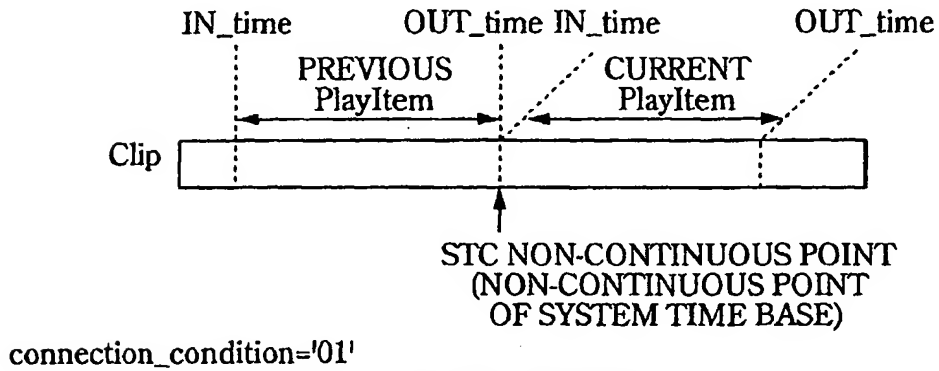 IN_time OUT_time IN_time OUT_time
PREVIOUS PlayItem
CURRENT PlayItem
Clip
STC NON-CONTINUOUS POINT
(NON-CONTINUOUS POINT
OF SYSTEM TIME BASE)
connection_condition='01'